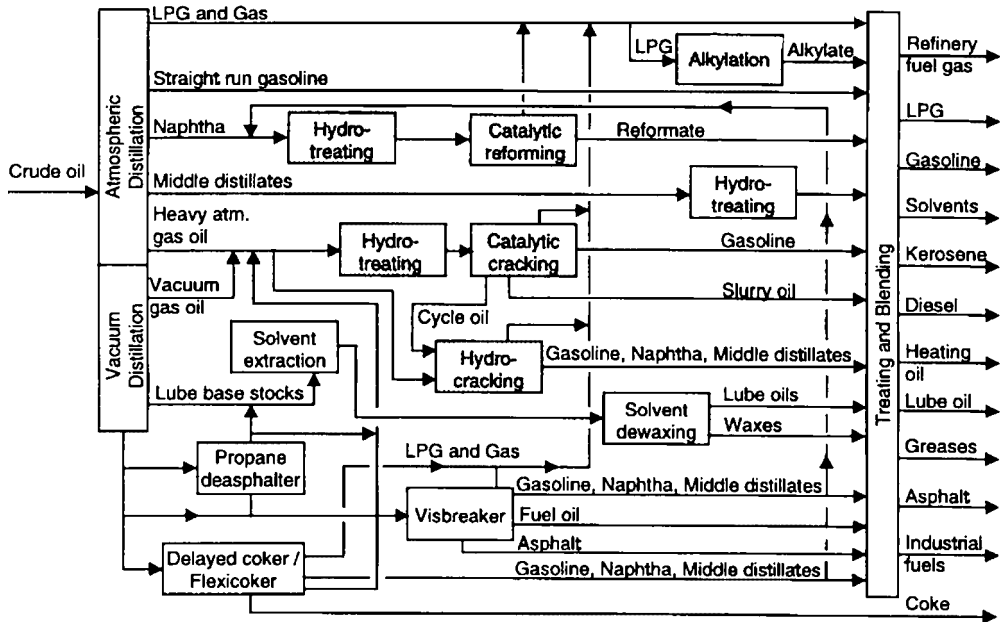 LPG and Gas
LPG
Alkylation
Alkylate
Refinery
fuel gas
Straight run gasoline
LPG
Naphtha
Hydro-
treating
Catalytic
reforming
Reformate
Gasoline
Crude oil
Atmospheric
Distillation
Middle distillates
Hydro-
treating
Solvents
Heavy atm.
gas oil
Hydro-
treating
Catalytic
cracking
Gasoline
Kerosene
Vacuum
gas oil
Slurry oil
Treating and Blending
Diesel
Cycle oil
Solvent
extraction
Vacuum
Distillation
Hydro-
cracking
Gasoline, Naphtha, Middle distillates
Heating
oil
Lube base stocks
Solvent
dewaxing
Lube oils
Waxes
Lube oil
Propane
deasphalter
LPG and Gas
Greases
Gasoline, Naphtha, Middle distillates
Visbreaker
Fuel oil
Asphalt
Asphalt
Industrial
fuels
Delayed coker /
Flexicoker
Gasoline, Naphtha, Middle distillates
Coke